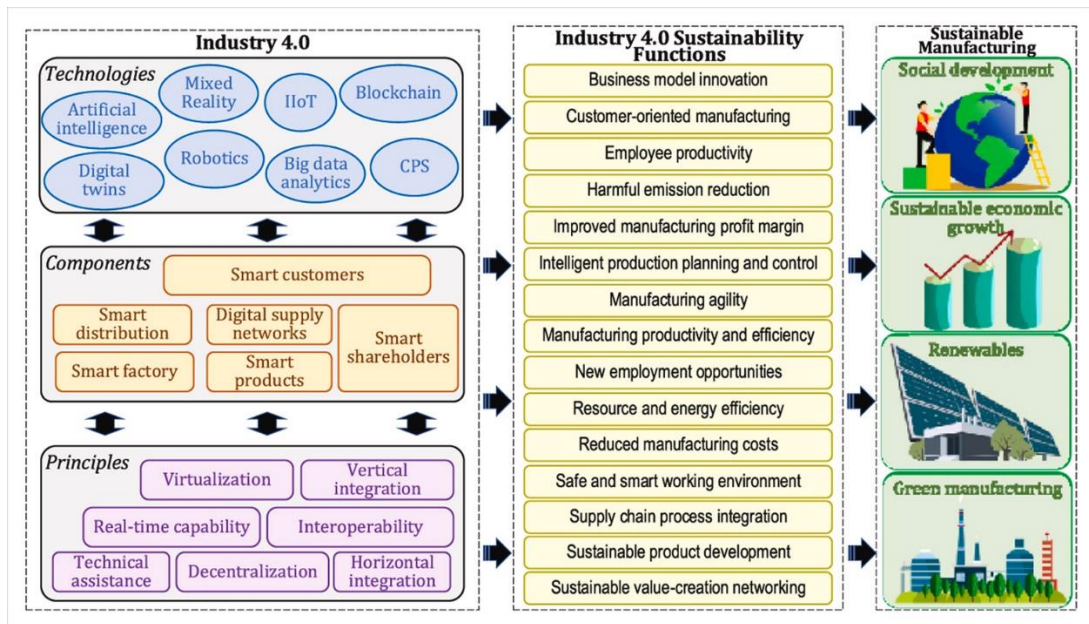 Industry 4.0
Technologies
Artificial
intelligence
Mixed
Reality
IIoT
Blockchain
Digital
twins
Robotics
Big data
analytics
CPS
Components
Smart customers
Smart
distribution
Digital supply
networks
Smart
shareholders
Smart factory
Smart
products
Principles
Virtualization
Vertical
integration
Real-time capability
Interoperability
Technical
assistance
Decentralization
Horizontal
integration
Industry 4.0 Sustainability
Functions
Business model innovation
Customer-oriented manufacturing
Employee productivity
Harmful emission reduction
Improved manufacturing profit margin
Intelligent production planning and control
Manufacturing agility
Manufacturing productivity and efficiency
New employment opportunities
Resource and energy efficiency
Reduced manufacturing costs
Safe and smart working environment
Supply chain process integration
Sustainable product development
Sustainable value-creation networking
Sustainable
Manufacturing
Social development
Sustainable economic
growth
Renewables
Green manufacturing